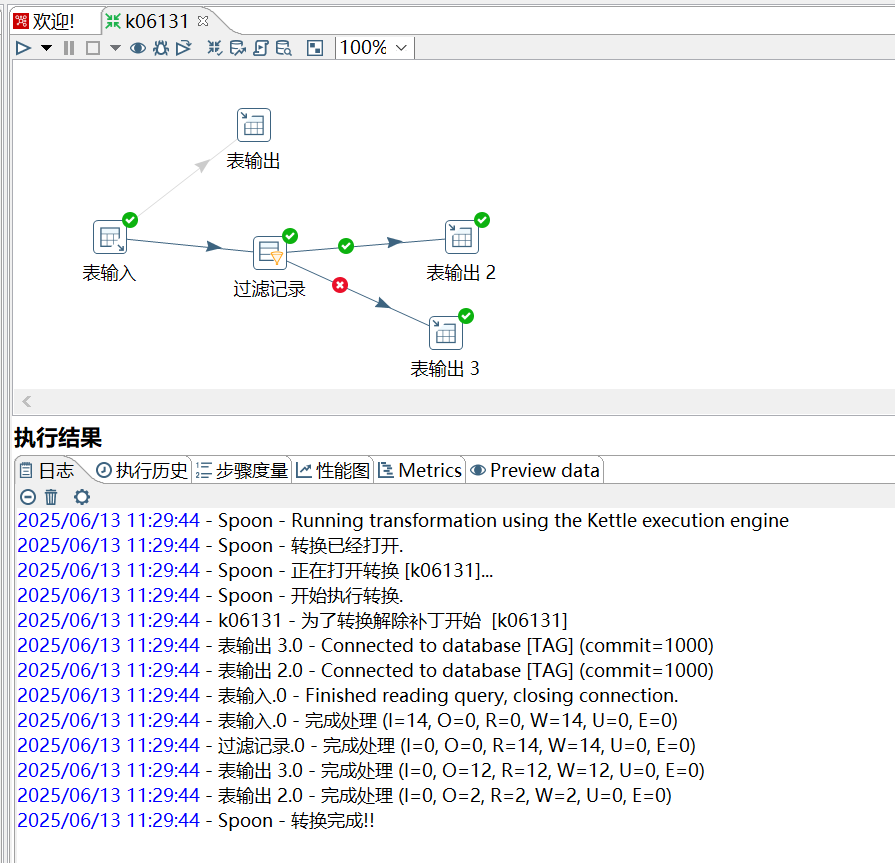 欢迎!
k06131
100%
表输出
表输入
过滤记录
表输出 2
表输出 3
执行结果
日志
执行历史
步骤度量
性能图
Metrics
Preview data
2025/06/13 11:29:44 - Spoon - Running transformation using the Kettle execution engine
2025/06/13 11:29:44 - Spoon - 转换已经打开.
2025/06/13 11:29:44 - Spoon - 正在打开转换 [k06131]...
2025/06/13 11:29:44 - Spoon - 开始执行转换.
2025/06/13 11:29:44 - k06131 - 为了转换解除补丁开始  [k06131]
2025/06/13 11:29:44 - 表输出 3.0 - Connected to database [TAG] (commit=1000)
2025/06/13 11:29:44 - 表输出 2.0 - Connected to database [TAG] (commit=1000)
2025/06/13 11:29:44 - 表输入.0 - Finished reading query, closing connection.
2025/06/13 11:29:44 - 表输入.0 - 完成处理 (I=14, O=0, R=0, W=14, U=0, E=0)
2025/06/13 11:29:44 - 过滤记录.0 - 完成处理 (I=0, O=0, R=14, W=14, U=0, E=0)
2025/06/13 11:29:44 - 表输出 3.0 - 完成处理 (I=0, O=12, R=12, W=12, U=0, E=0)
2025/06/13 11:29:44 - 表输出 2.0 - 完成处理 (I=0, O=2, R=2, W=2, U=0, E=0)
2025/06/13 11:29:44 - Spoon - 转换完成!!